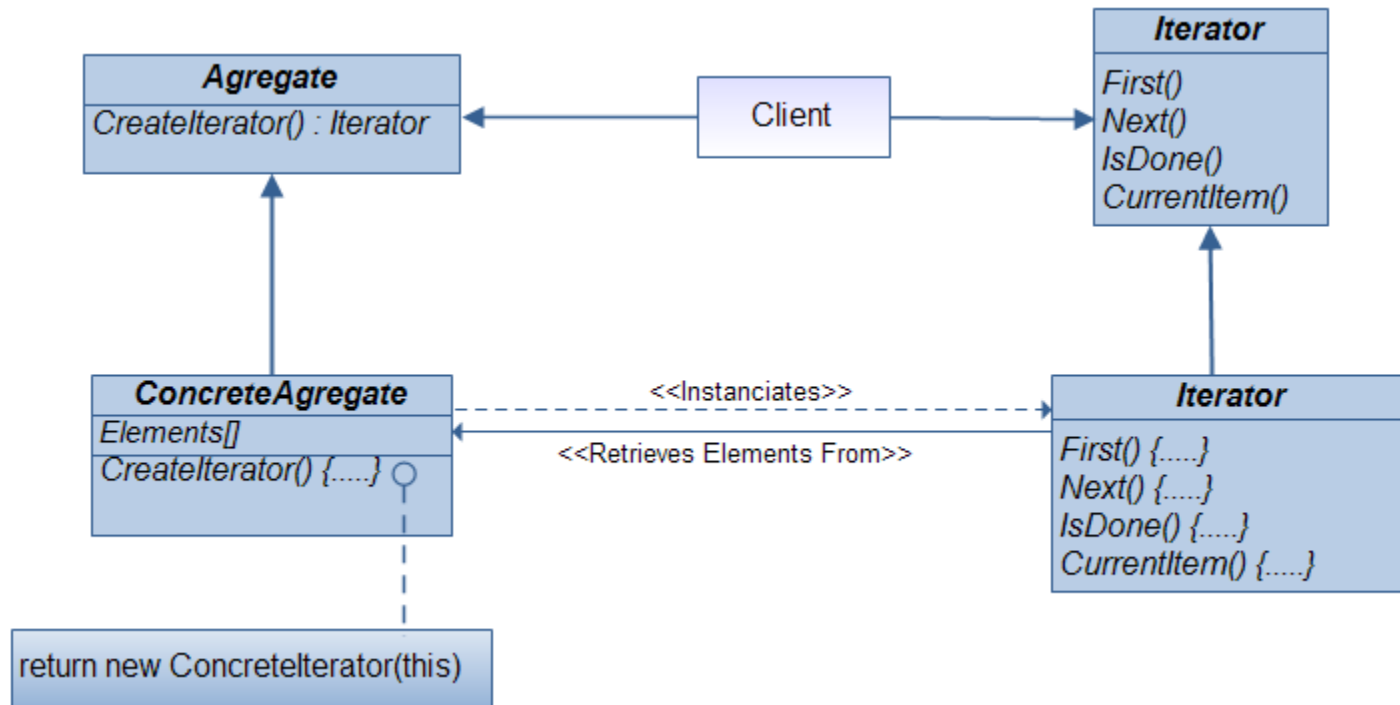 Agregate
CreateIterator() : Iterator
Client
Iterator
First()
Next()
IsDone()
CurrentItem()
ConcreteAgregate
Elements[]
CreateIterator() {.....}
<<Instanciates>>
<<Retrieves Elements From>>
Iterator
First() {.....}
Next() {.....}
IsDone() {.....}
CurrentItem() {.....}
return new ConcreteIterator(this)